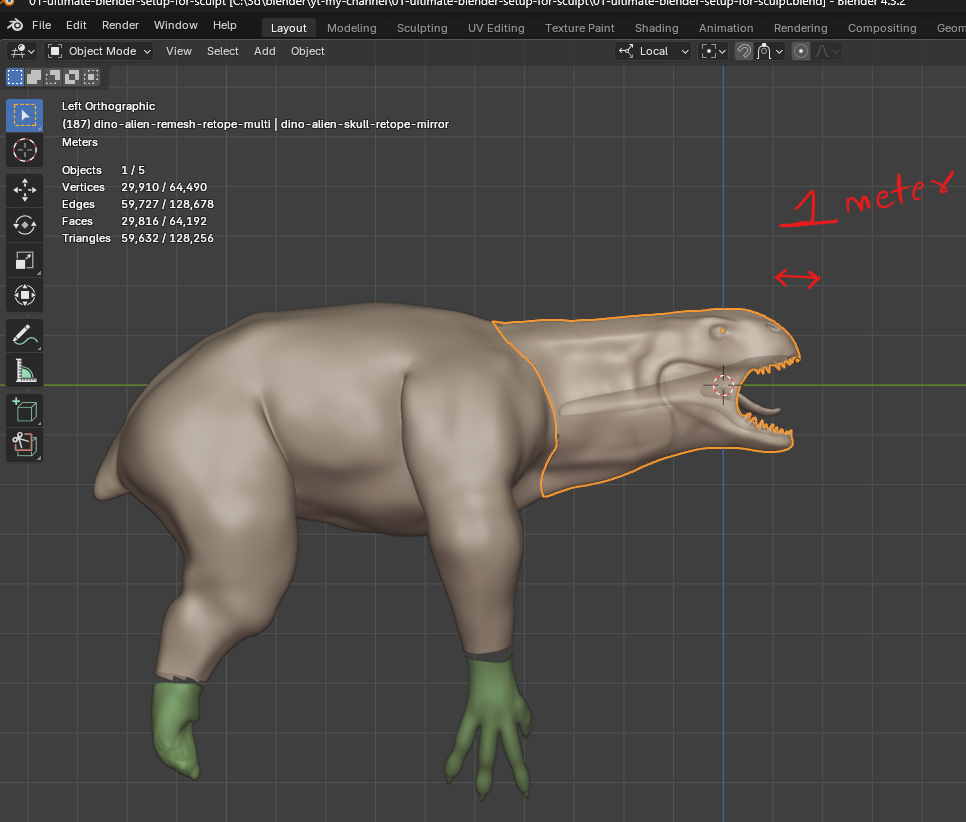 01-ultimate-blender-setup-for-sculpt [C:\3d\blender\yt-my-channel\01-ultimate-blender-setup-for-sculpt\01-ultimate-blender-setup-for-sculpt.blend] - Blender 4.3.2
File Edit Render Window Help Layout Modeling Sculpting UV Editing Texture Paint Shading Animation Rendering Compositing Geom
Object Mode View Select Add Object Local
Left Orthographic
(187) dino-alien-remesh-retope-multi | dino-alien-skull-retope-mirror
Meters
Objects 1 / 5
Vertices 29,910 / 64,490
Edges 59,727 / 128,678
Faces 29,816 / 64,192
Triangles 59,632 / 128,256
1 meter